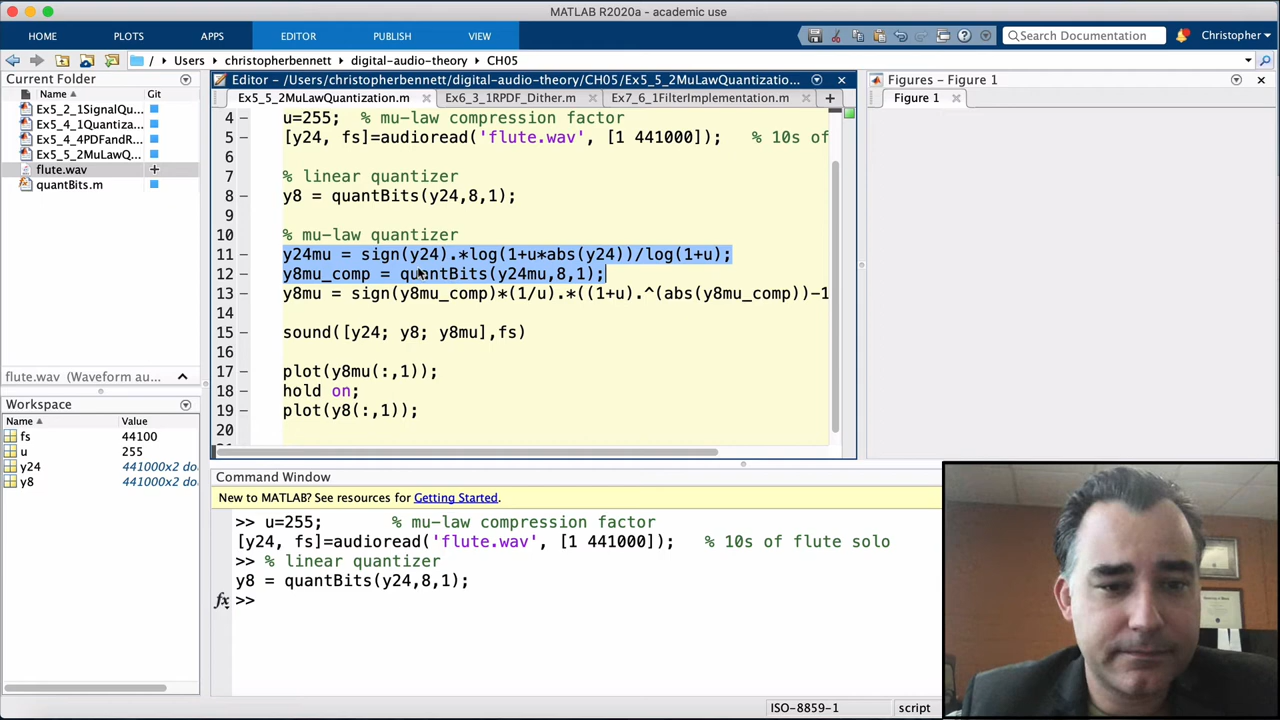 MATLAB R2020a - academic use
HOME PLOTS APPS EDITOR PUBLISH VIEW Search Documentation Christopher
/ Users christopherbennett digital-audio-theory CH05
Current Folder
Name Git
Ex5_2_1SignalQu...
Ex5_4_1Quantiza...
Ex5_4_4PDFandR...
Ex5_5_2MuLawQ...
flute.wav
quantBits.m
flute.wav (Waveform au...
Workspace
Name Value
fs 44100
u 255
y24 441000x2 do
y8 441000x2 do
Editor - /Users/christopherbennett/digital-audio-theory/CH05/Ex5_5_2MuLawQuantizatio...
Ex5_5_2MuLawQuantization.m Ex6_3_1RPDF_Dither.m Ex7_6_1FilterImplementation.m
4 u=255; % mu-law compression factor
5 [y24, fs]=audioread('flute.wav', [1 441000]); % 10s of
6
7 % linear quantizer
8 y8 = quantBits(y24,8,1);
9
10 % mu-law quantizer
11 y24mu = sign(y24).*log(1+u*abs(y24))/log(1+u);
12 y8mu_comp = quantBits(y24mu,8,1);
13 y8mu = sign(y8mu_comp)*(1/u).*((1+u).^(abs(y8mu_comp))-1
14
15 sound([y24; y8; y8mu],fs)
16
17 plot(y8mu(:,1));
18 hold on;
19 plot(y8(:,1));
20
Figures - Figure 1
Figure 1
Command Window
New to MATLAB? See resources for Getting Started.
>> u=255; % mu-law compression factor
[y24, fs]=audioread('flute.wav', [1 441000]); % 10s of flute solo
>> % linear quantizer
y8 = quantBits(y24,8,1);
fx >>
ISO-8859-1 script